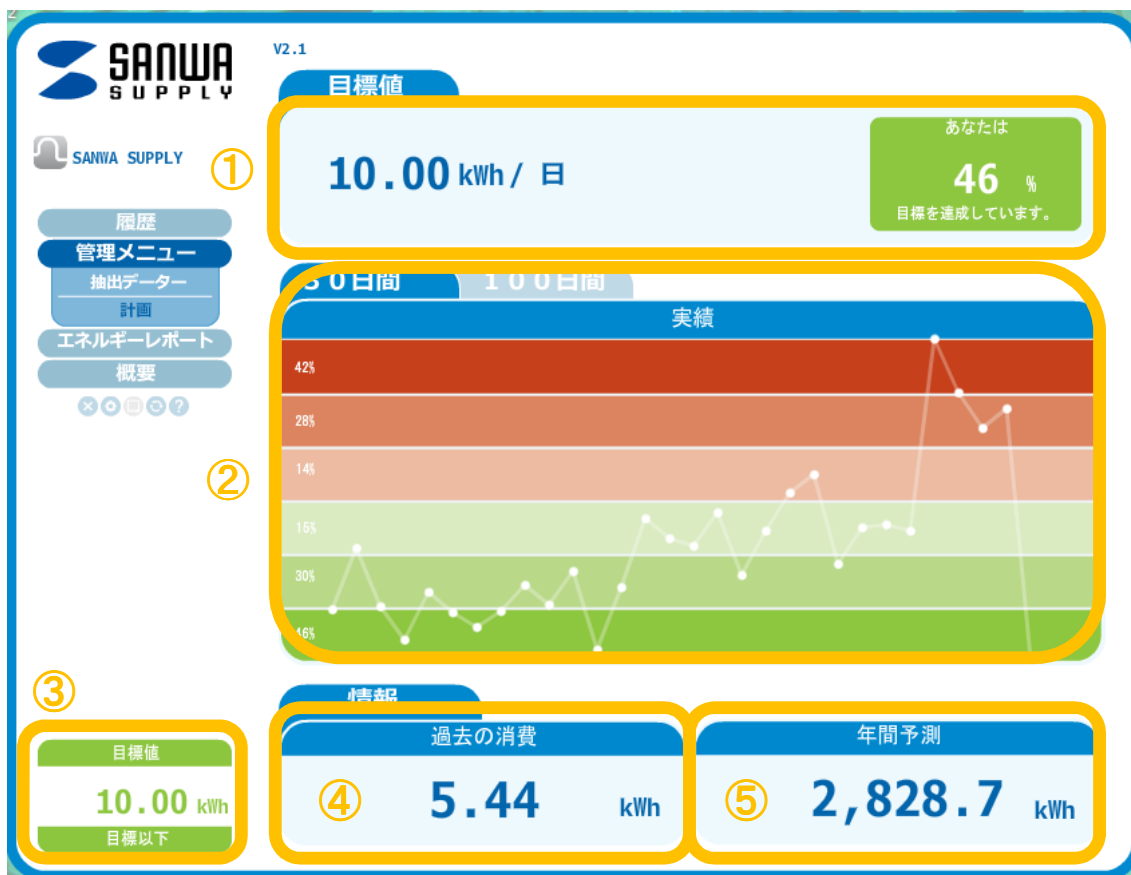 SANWA
SUPPLY
V2.1
目標値
SANWA SUPPLY
①
10.00 kWh/ 日
あなたは
46 %
目標を達成しています。
履歴
管理メニュー
抽出データー
計画
エネルギーレポート
概要
②
０日間
１００日間
実績
42%
28%
14%
15%
30%
46%
③
目標値
10.00 kWh
目標以下
情報
過去の消費
④
5.44 kWh
年間予測
⑤
2,828.7 kWh